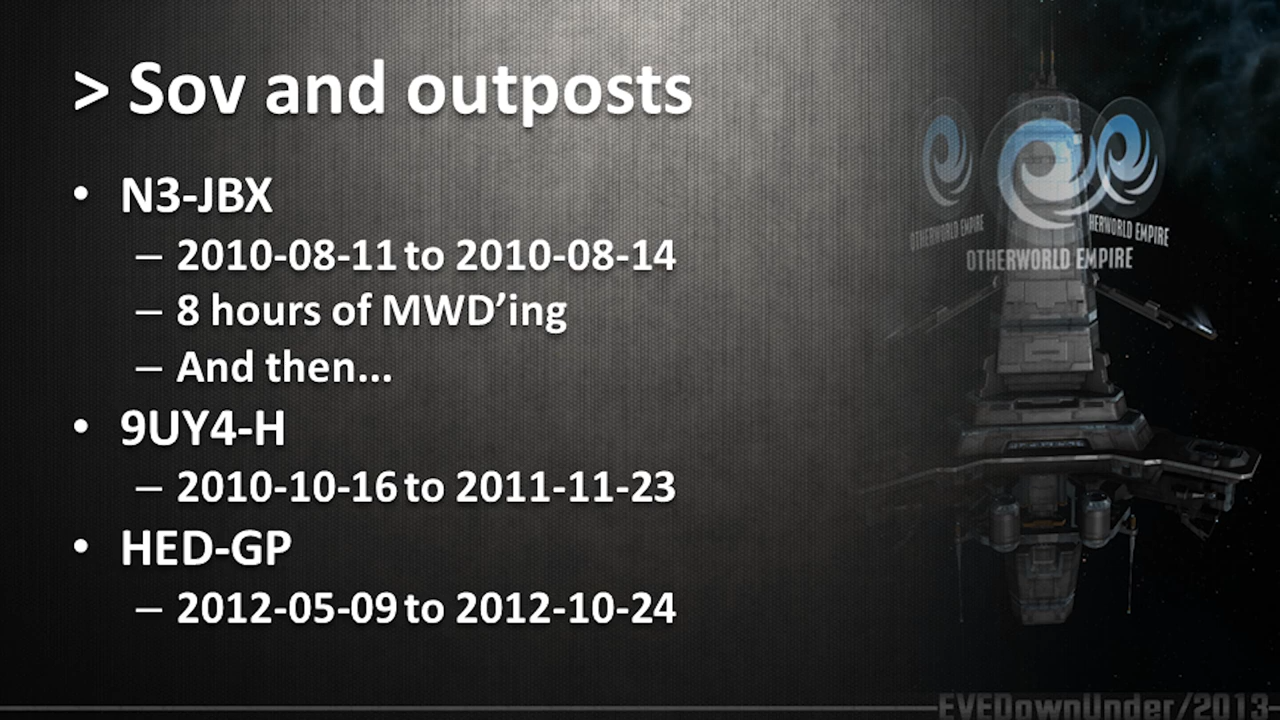 > Sov and outposts
• N3-JBX
– 2010-08-11 to 2010-08-14
– 8 hours of MWD’ing
– And then...
• 9UY4-H
– 2010-10-16 to 2011-11-23
• HED-GP
– 2012-05-09 to 2012-10-24
OTHERWORLD EMPIRE
HERWORLD EMPIRE
OTHERWORLD EMPIRE
EVEDownUnder/2013